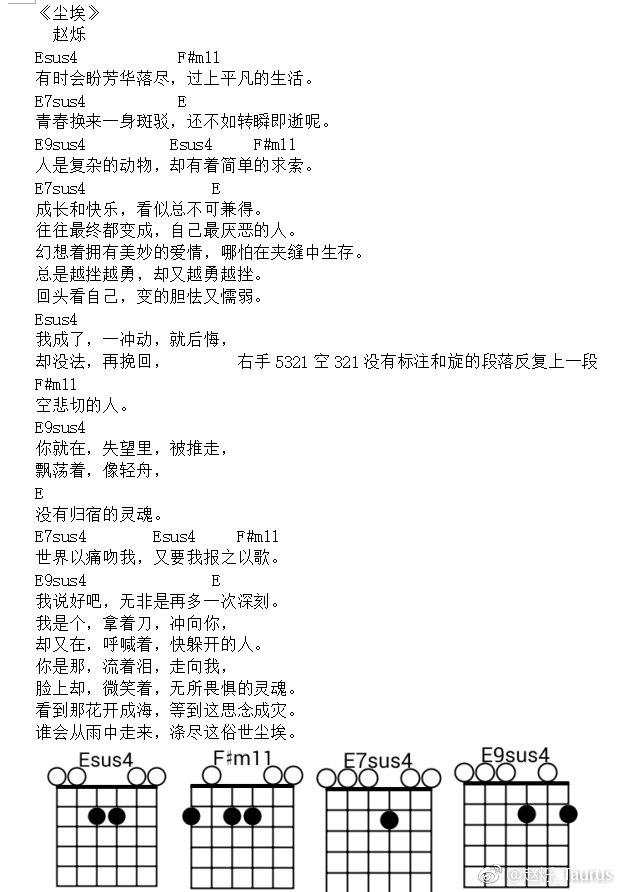 《尘埃》
赵烁
Esus4 F#m11
有时会盼芳华落尽，过上平凡的生活。
E7sus4 E
青春换来一身斑驳，还不如转瞬即逝呢。
E9sus4 Esus4 F#m11
人是复杂的动物，却有着简单的求索。
E7sus4 E
成长和快乐，看似总不可兼得。
往往最终都变成，自己最厌恶的人。
幻想着拥有美妙的爱情，哪怕在夹缝中生存。
总是越挫越勇，却又越勇越挫。
回头看自己，变的胆怯又懦弱。
Esus4
我成了，一冲动，就后悔，
却没法，再挽回， 右手 5321 空 321 没有标注和旋的段落反复上一段
F#m11
空悲切的人。
E9sus4
你就在，失望里，被推走，
飘荡着，像轻舟，
E
没有归宿的灵魂。
E7sus4 Esus4 F#m11
世界以痛吻我，又要我报之以歌。
E9sus4 E
我说好吧，无非是再多一次深刻。
我是个，拿着刀，冲向你，
却又在，呼喊着，快躲开的人。
你是那，流着泪，走向我，
脸上却，微笑着，无所畏惧的灵魂。
看到那花开成海，等到这思念成灾。
谁会从雨中走来，涤尽这俗世尘埃。
Esus4 F#m11 E7sus4 E9sus4
@赵烁_Taurus